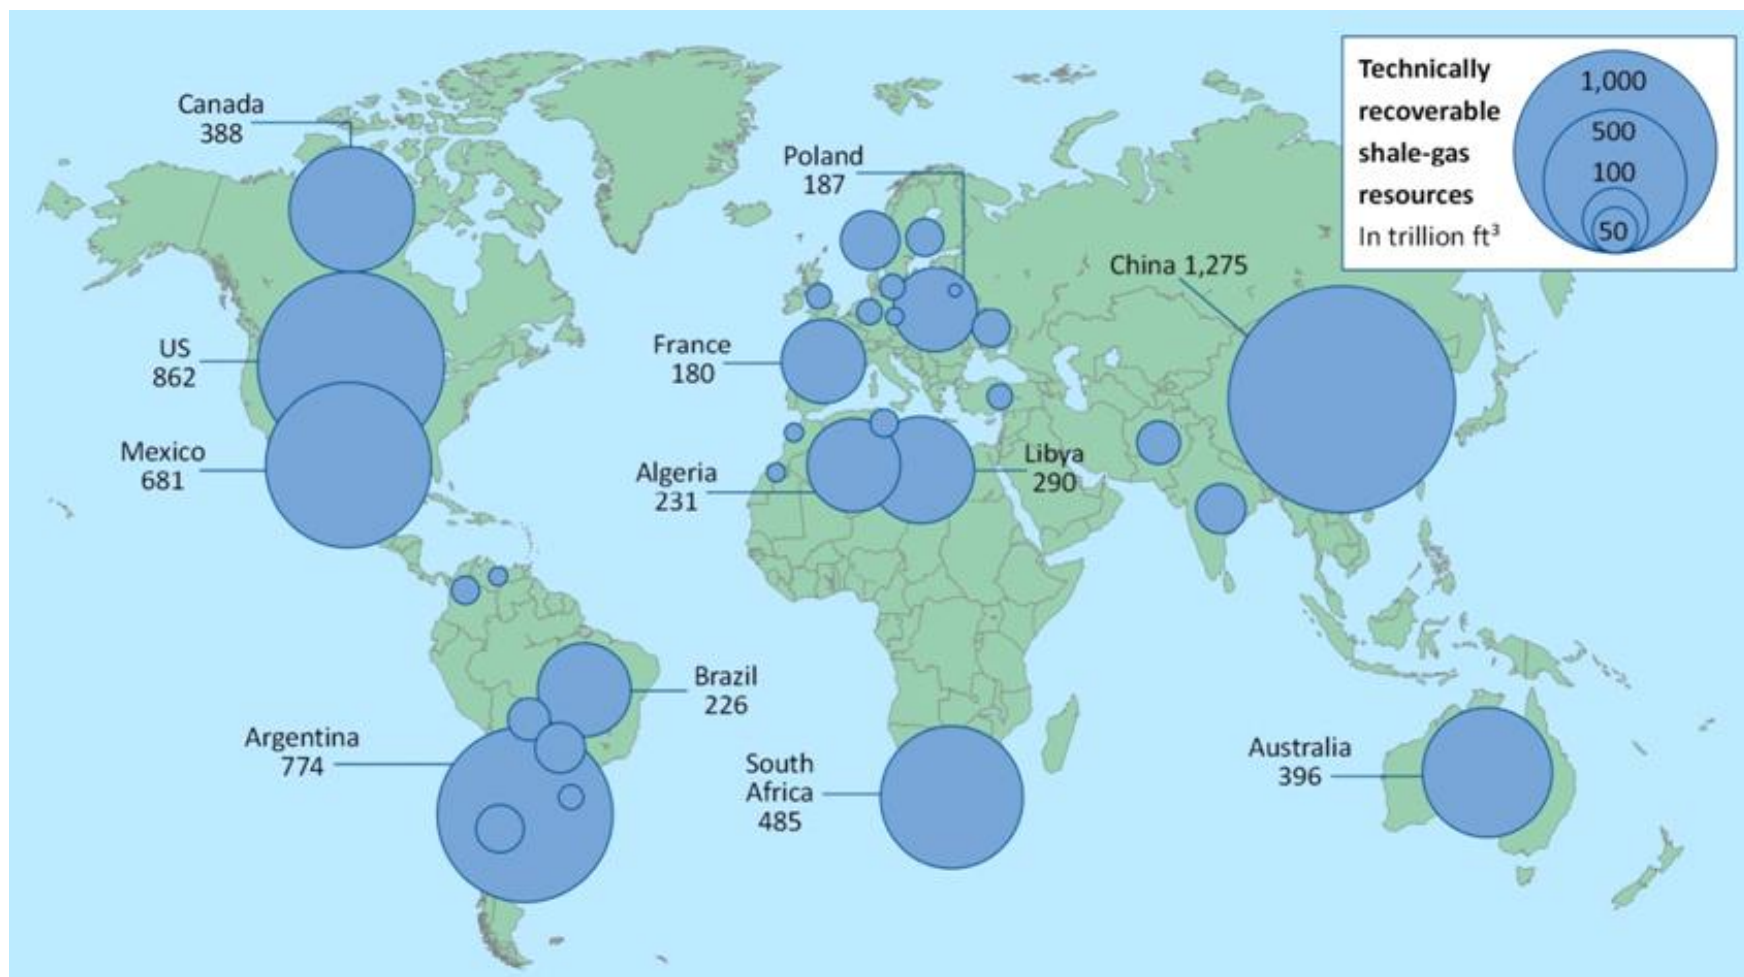 Canada
388
US
862
Mexico
681
Argentina
774
Brazil
226
Poland
187
France
180
Algeria
231
Libya
290
South
Africa
485
China 1,275
Australia
396
Technically
recoverable
shale-gas
resources
In trillion ft³
1,000
500
100
50